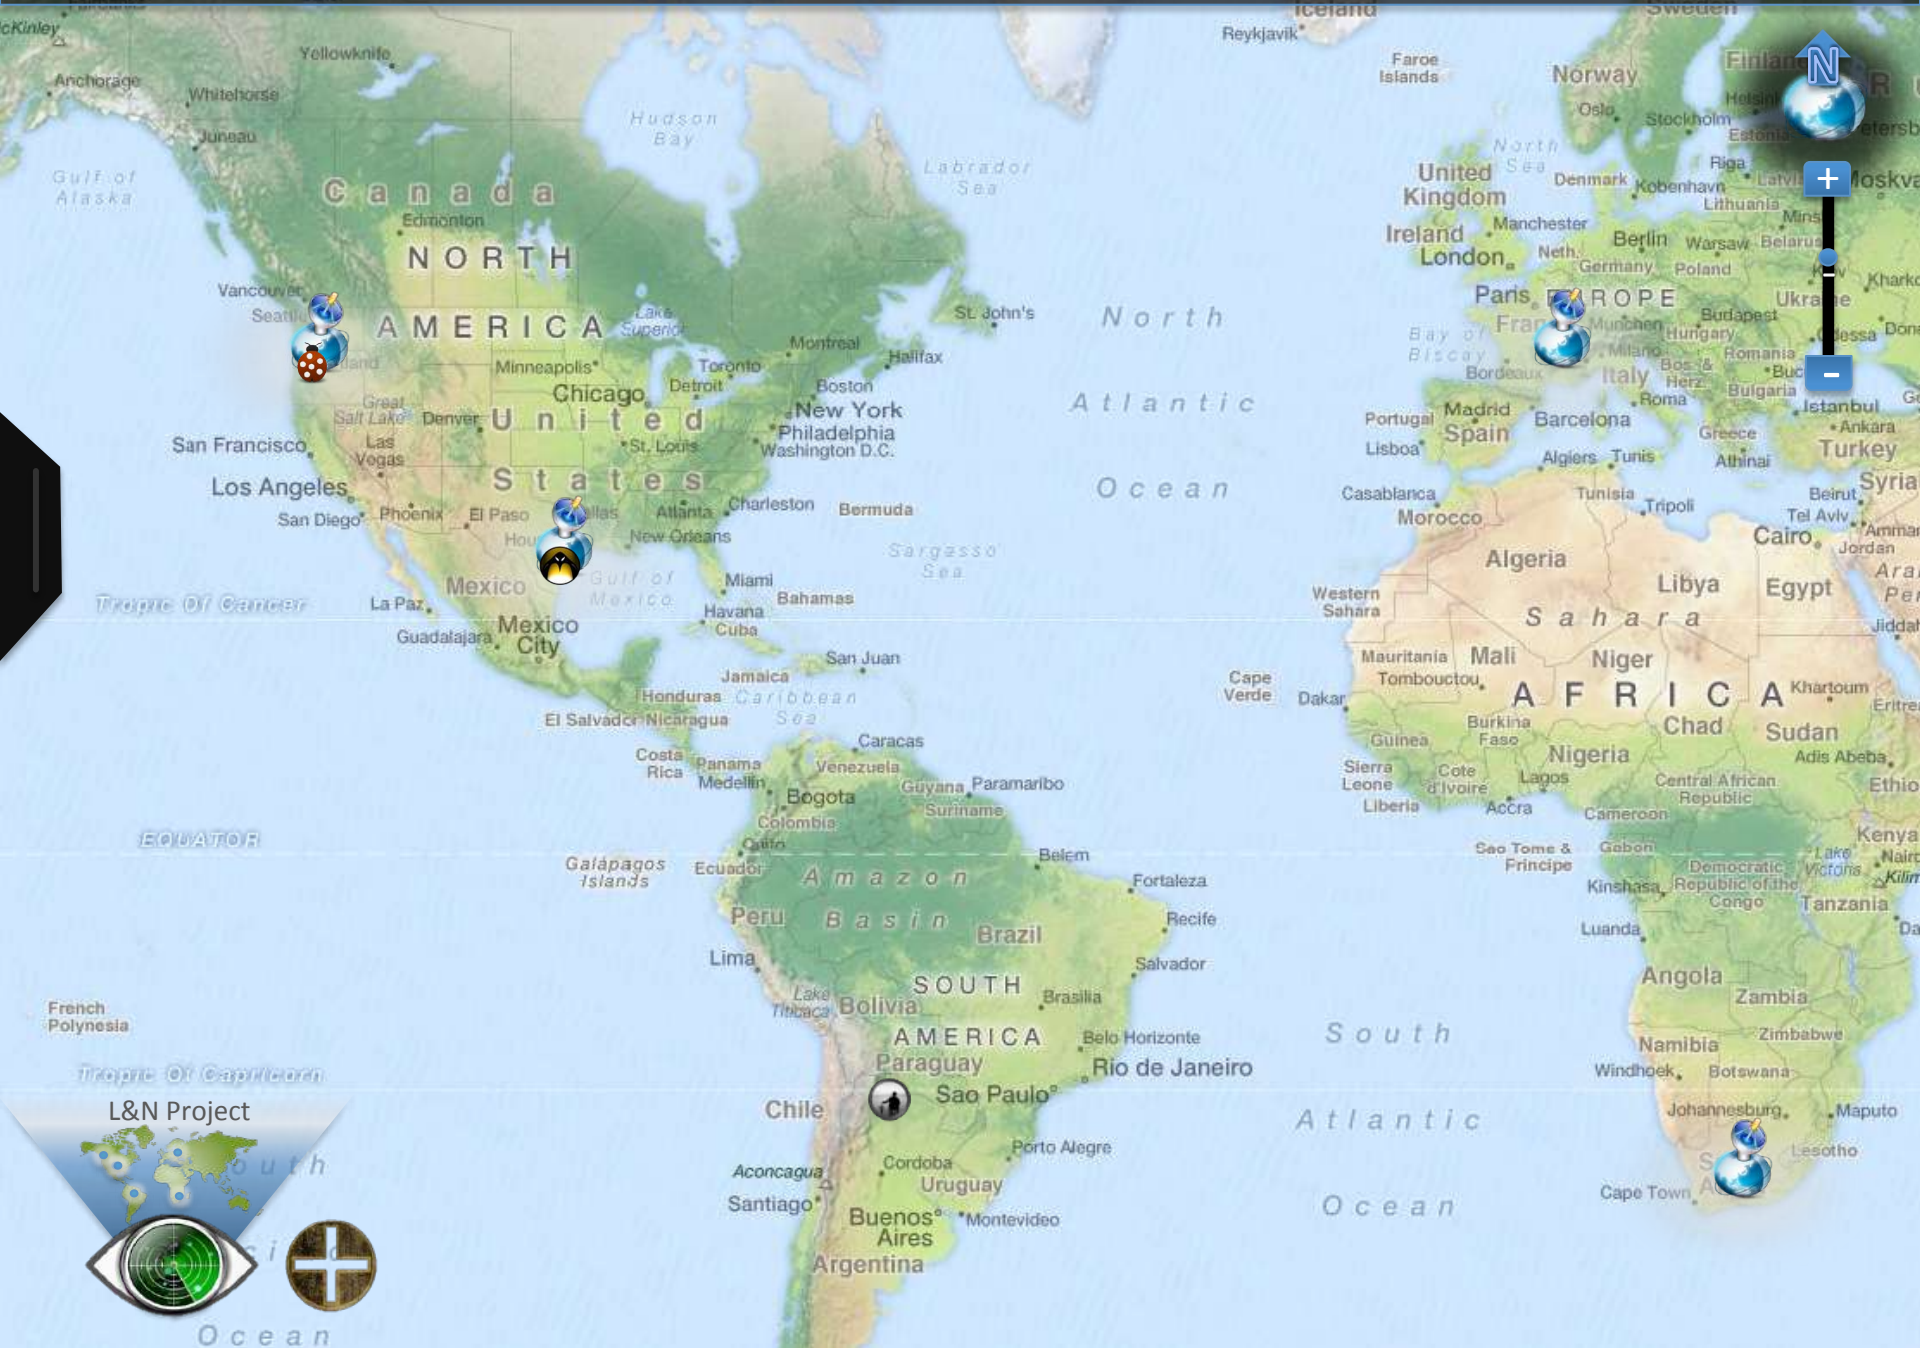 Iceland
Sweden
Reykjavik
Yellowknife
Faroe
Islands
Norway
N
Anchorage
Whitehorse
Oslo
Stockholm
Juneau
Hudson
Bay
North
Sea
Riga
Labrador
Sea
Gulf of
Alaska
United
Kingdom
Denmark
Kobenhavn
+
Lithuania
Canada
Edmonton
Manchester
Ireland
London
Neth.
Berlin
Warsaw
Belarus
Germany
Poland
NORTH
AMERICA
Vancouver
Paris
Budapest
St. John's
North
Atlantic
Ocean
Lake
Superior
Bay of
Biscay
Munchen
Hungary
Montreal
Halifax
Minneapolis
Toronto
Milano
Romania
Bordeaux
Italy
Bos. &
Herz.
Chicago
Detroit
Boston
Bulgaria
-
Great
Salt Lake
Denver
United
States
New York
Philadelphia
Washington D.C.
Portugal
Madrid
Spain
Barcelona
Roma
Istanbul
Ankara
San Francisco
Las
Vegas
St. Louis
Lisboa
Algiers
Tunis
Greece
Athinai
Turkey
Los Angeles
San Diego
Phoenix
El Paso
Atlanta
Charleston
Bermuda
Casablanca
Morocco
Tunisia
Tripoli
Beirut
Syria
Tel Aviv
New Orleans
Cairo
Jordan
Sargasso
Sea
Algeria
Libya
Egypt
Mexico
Gulf of
Mexico
Miami
Bahamas
Western
Sahara
Sahara
Tropic Of Cancer
La Paz
Havana
Cuba
Guadalajara
Mexico
City
San Juan
Mauritania
Mali
Niger
Tombouctou
Jamaica
Cape
Verde
Dakar
AFRICA
Khartoum
Honduras
Caribbean
Sea
El Salvador
Nicaragua
Burkina
Faso
Chad
Sudan
Guinea
Nigeria
Caracas
Costa
Rica
Panama
Venezuela
Adis Abeba
Medellin
Guyana
Paramaribo
Sierra
Leone
Cote
d'Ivoire
Lagos
Central African
Republic
Bogota
Suriname
Liberia
Accra
Cameroon
Colombia
EQUATOR
Quito
Kenya
Galapagos
Islands
Ecuador
Amazon
Basin
Belem
Sao Tome &
Principe
Gabon
Lake
Victoria
Fortaleza
Kinshasa
Democratic
Republic of the
Congo
Tanzania
Peru
Brazil
Recife
Luanda
Lima
Salvador
SOUTH
AMERICA
Angola
Zambia
Lake
Titicaca
Bolivia
Brasilia
French
Polynesia
South
Atlantic
Ocean
Zimbabwe
Belo Horizonte
Namibia
Paraguay
Rio de Janeiro
Windhoek
Botswana
Tropic Of Capricorn
Chile
Sao Paulo
Johannesburg
Maputo
L&N Project
Porto Alegre
Lesotho
Aconcagua
Cordoba
Uruguay
Cape Town
Santiago
Buenos
Aires
Montevideo
Argentina
Ocean